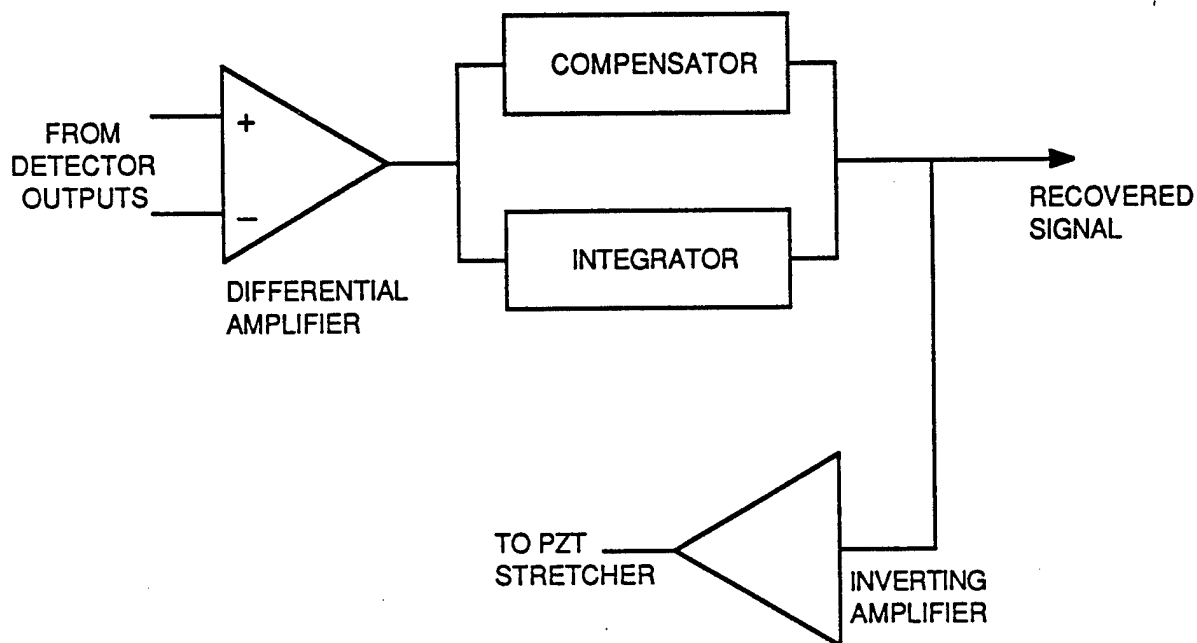 COMPENSATOR
FROM
DETECTOR
OUTPUTS
+
−
DIFFERENTIAL
AMPLIFIER
INTEGRATOR
RECOVERED
SIGNAL
TO PZT
STRETCHER
INVERTING
AMPLIFIER